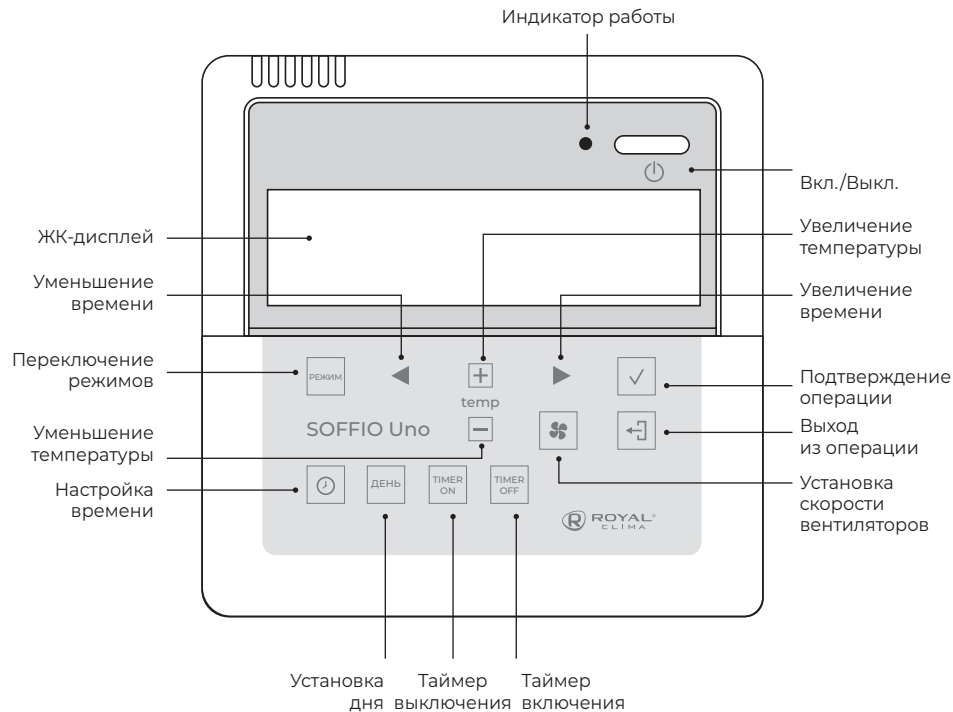 Индикатор работы
Вкл./Выкл.
ЖК-дисплей
Увеличение
температуры
Уменьшение
времени
Увеличение
времени
Переключение
режимов
РЕЖИМ
temp
Подтверждение
операции
SOFFIO Uno
Уменьшение
температуры
Выход
из операции
Настройка
времени
ДЕНЬ
TIMER
ON
TIMER
OFF
Установка
скорости
вентиляторов
R ROYAL®
CLIMA
Установка
дня
Таймер
выключения
Таймер
включения